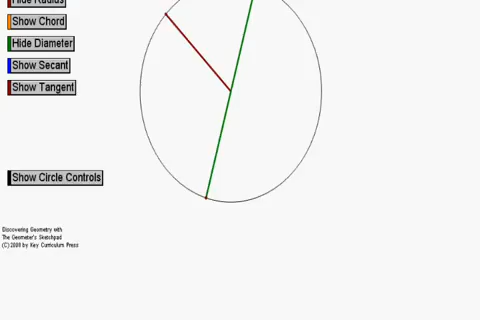 Hide Radius
Show Chord
Hide Diameter
Show Secant
Show Tangent
Show Circle Controls
Discovering Geometry with
The Geometer's Sketchpad
(C) 2008 by Key Curriculum Press